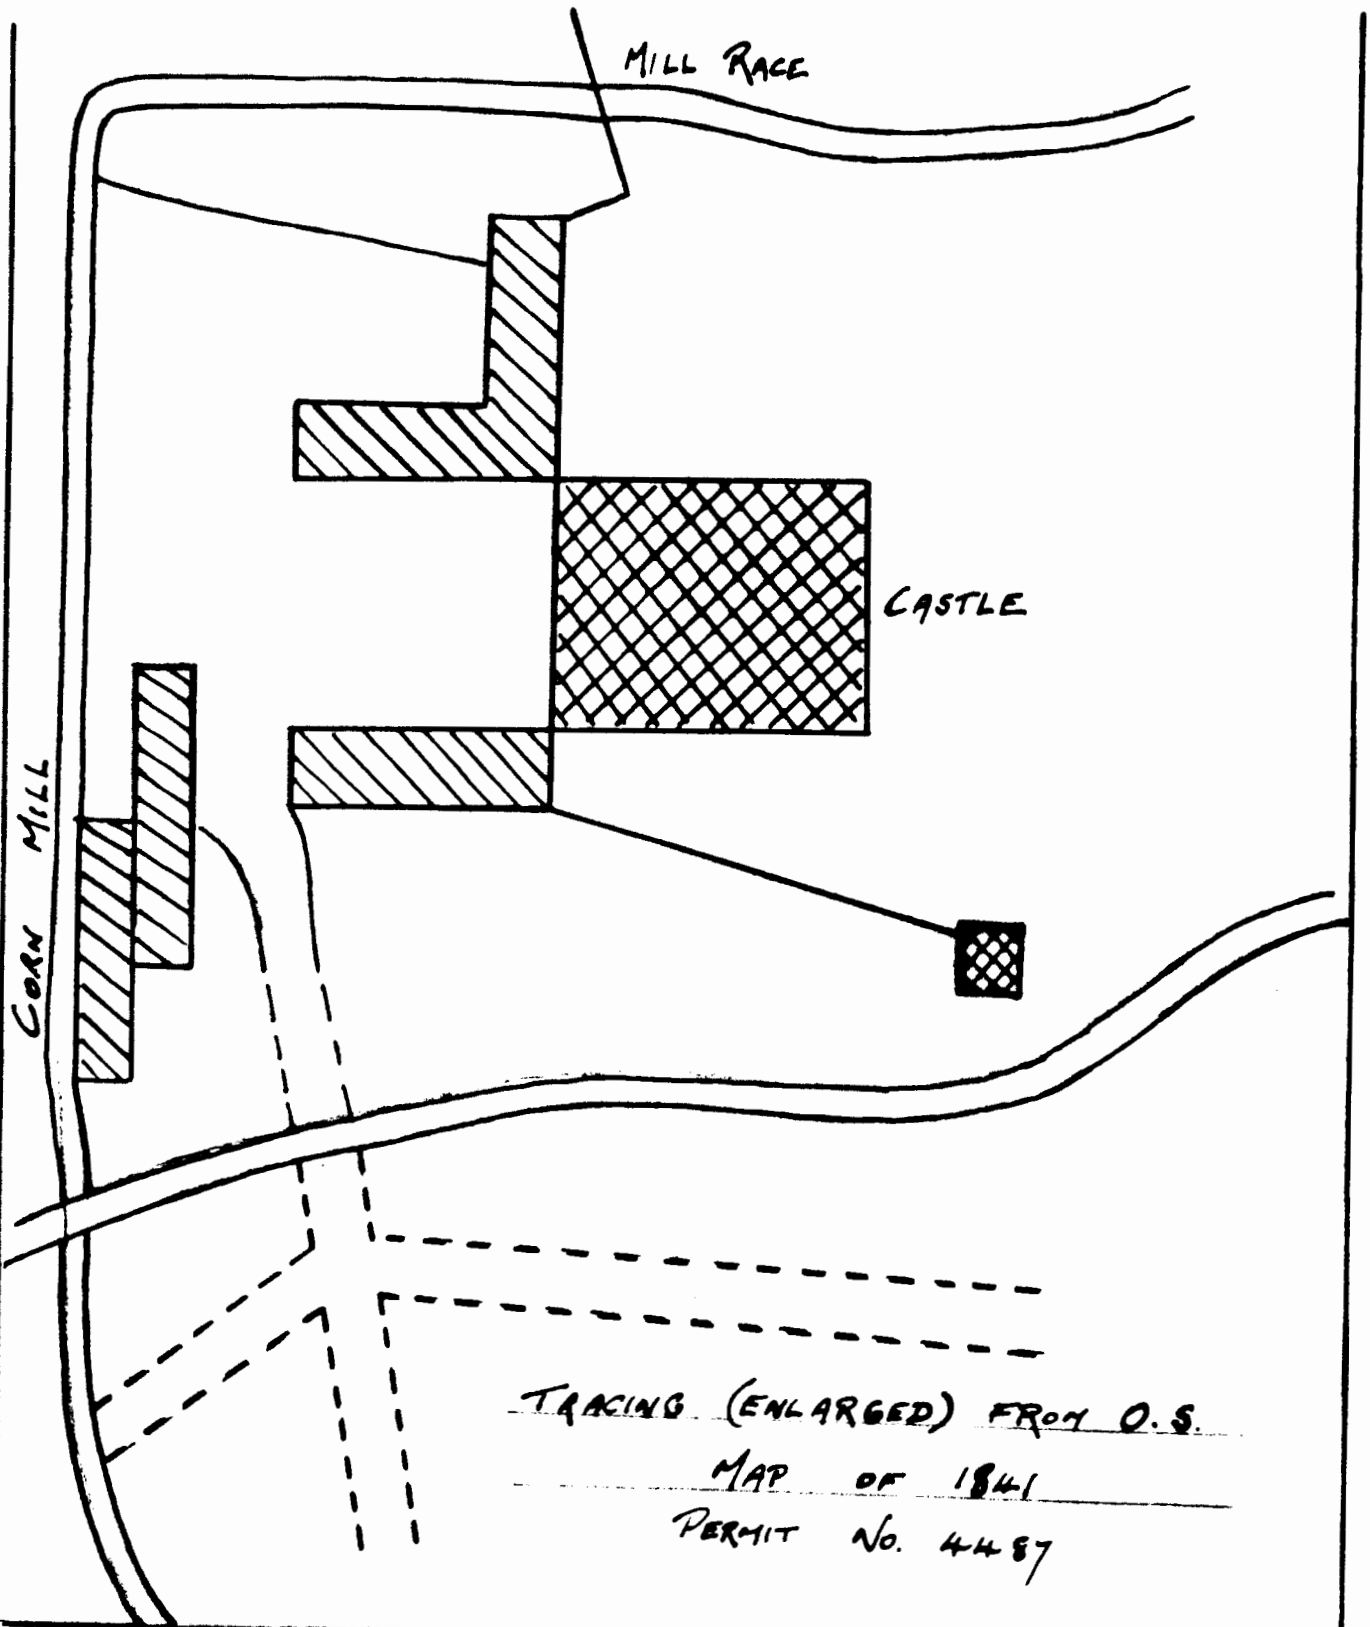 MILL RACE
CASTLE
CORN MILL
TRACING (ENLARGED) FROM O.S.
MAP OF 1841
PERMIT No. 4487